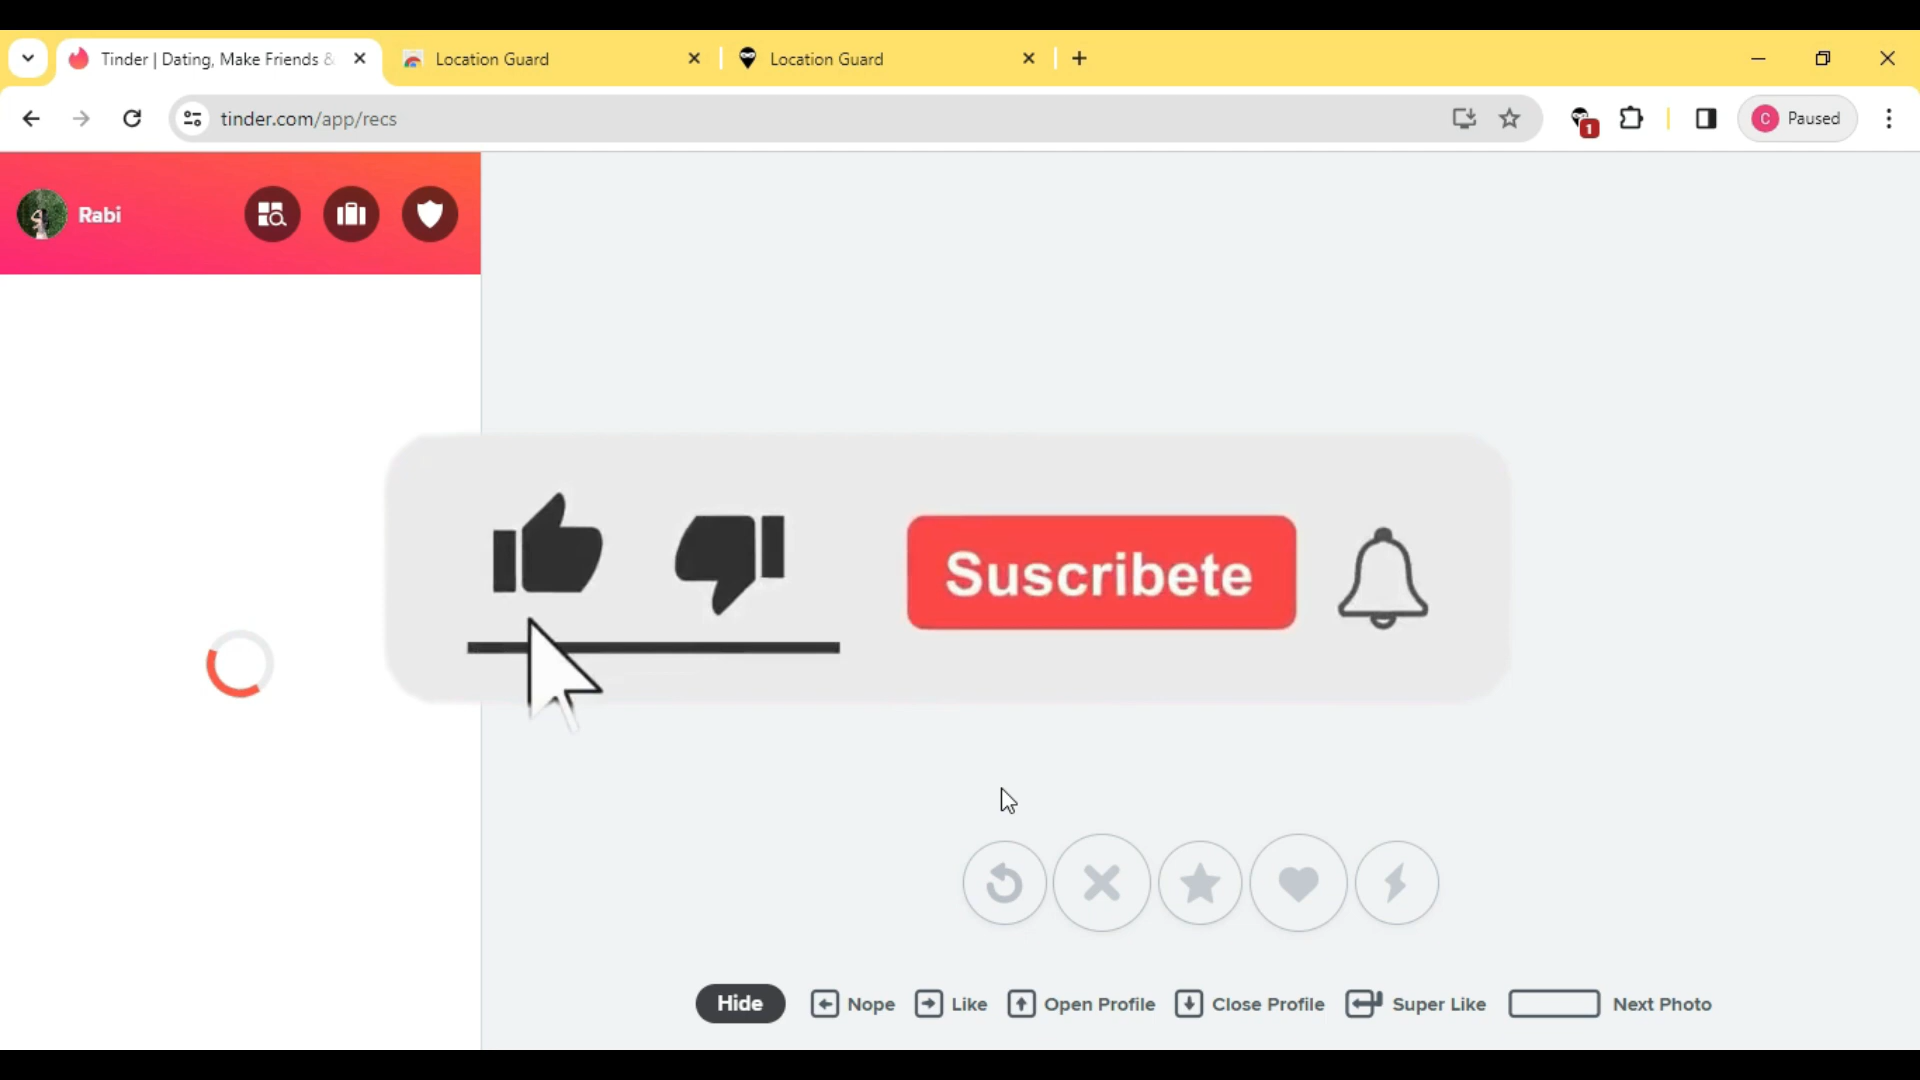 Tinder | Dating, Make Friends &
Location Guard
Location Guard
tinder.com/app/recs
1
C
Paused
Rabi
Suscribete
Hide
Nope
Like
Open Profile
Close Profile
Super Like
Next Photo